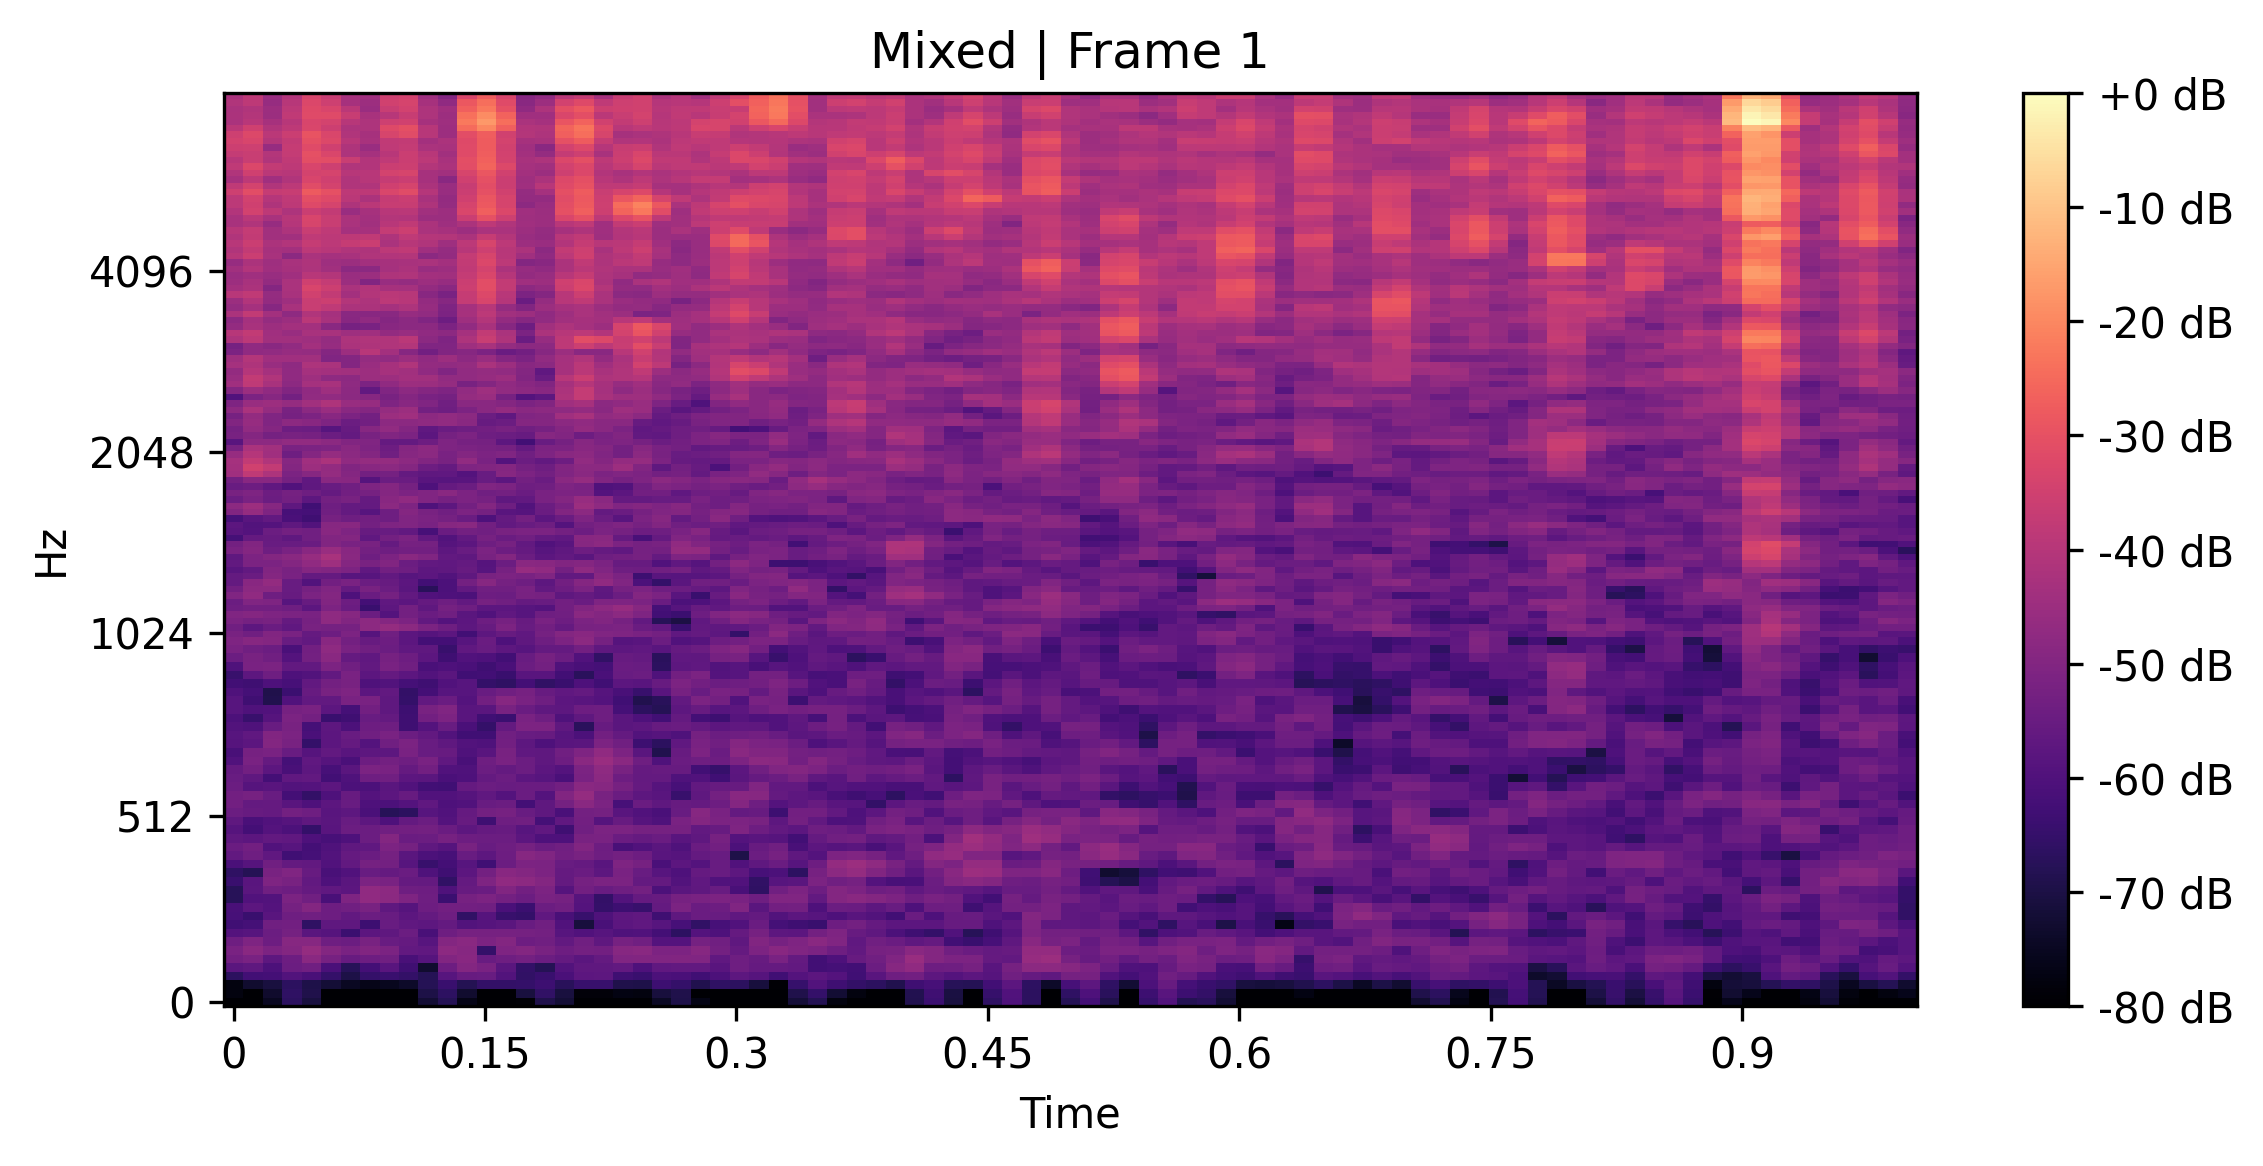 Mixed | Frame 1
Hz
4096
2048
1024
512
0
0 0.15 0.3 0.45 0.6 0.75 0.9
Time
+0 dB
-10 dB
-20 dB
-30 dB
-40 dB
-50 dB
-60 dB
-70 dB
-80 dB